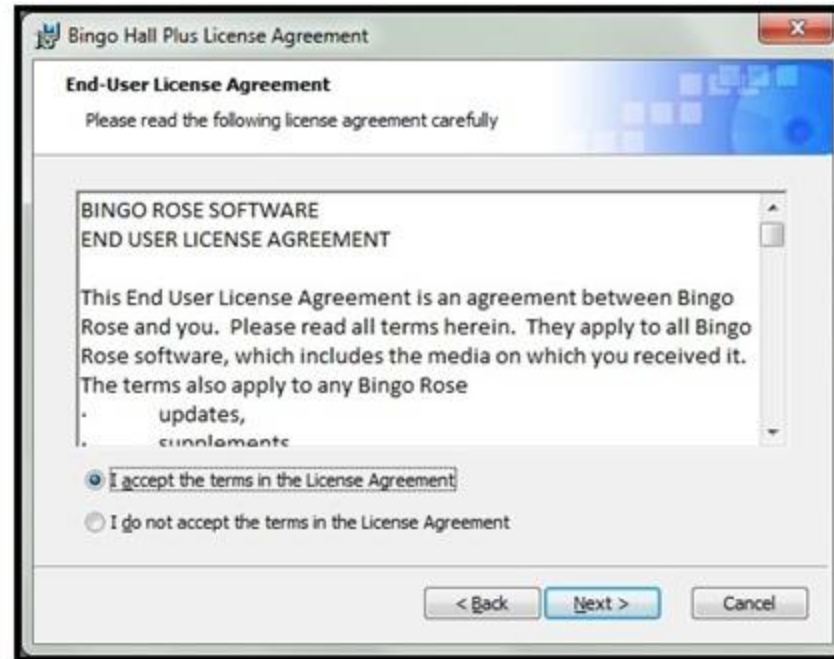 Bingo Hall Plus License Agreement
End-User License Agreement
Please read the following license agreement carefully
BINGO ROSE SOFTWARE
END USER LICENSE AGREEMENT
This End User License Agreement is an agreement between Bingo
Rose and you.  Please read all terms herein.  They apply to all Bingo
Rose software, which includes the media on which you received it.
The terms also apply to any Bingo Rose
· updates,
· supplements
I accept the terms in the License Agreement
I do not accept the terms in the License Agreement
< Back
Next >
Cancel